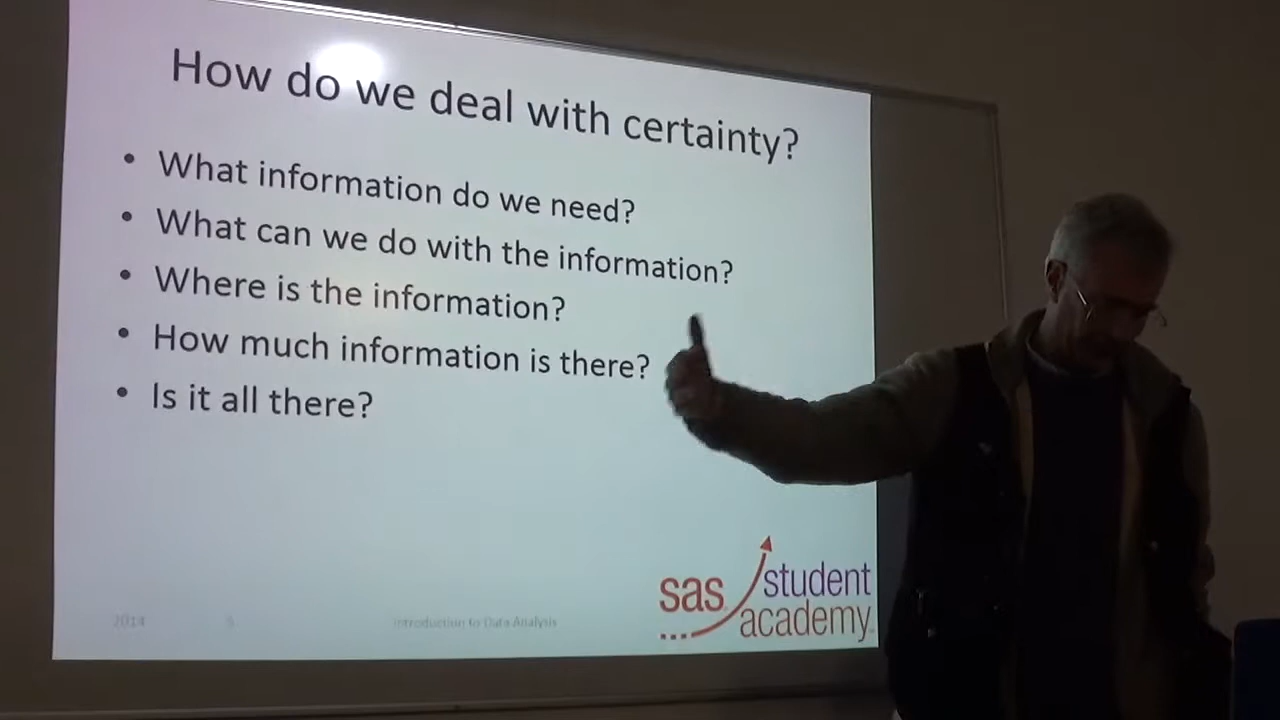 How do we deal with certainty?
• What information do we need?
• What can we do with the information?
• Where is the information?
• How much information is there?
• Is it all there?
sas student academy
2014 5 Introduction to Data Analysis